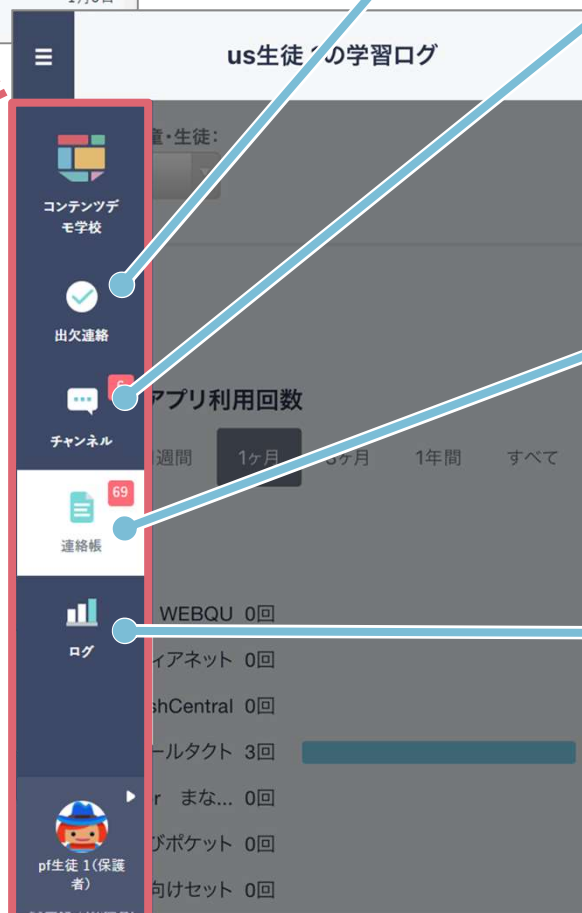 us生徒 1の学習ログ
童・生徒:
コンテンツデ
モ学校
出欠連絡
アプリ利用回数
チャンネル
週間 1ヶ月 ヶ月 1年間 すべて
69
連絡帳
WEBQU 0回
ログ
ィアネット 0回
shCentral 0回
ールタクト 3回
r まな... 0回
びポケット 0回
pf生徒 1(保護
者)
向けセット 0回